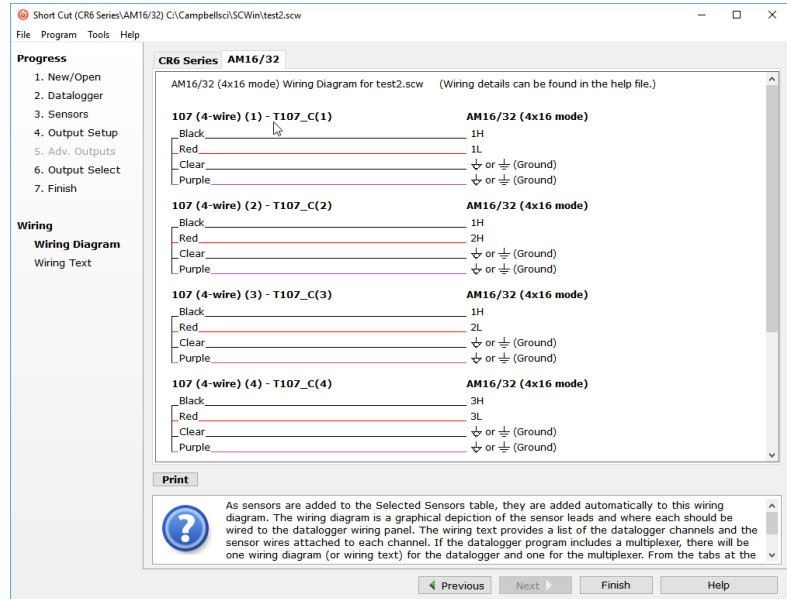 Short Cut (CR6 Series\AM16/32) C:\Campbellsci\SCWin\test2.scw
File Program Tools Help
Progress
1. New/Open
2. Datalogger
3. Sensors
4. Output Setup
5. Adv. Outputs
6. Output Select
7. Finish
Wiring
Wiring Diagram
Wiring Text
CR6 Series AM16/32
AM16/32 (4x16 mode) Wiring Diagram for test2.scw (Wiring details can be found in the help file.)
107 (4-wire) (1) - T107_C(1) AM16/32 (4x16 mode)
Black 1H
Red 1L
Clear or (Ground)
Purple or (Ground)
107 (4-wire) (2) - T107_C(2) AM16/32 (4x16 mode)
Black 1H
Red 2H
Clear or (Ground)
Purple or (Ground)
107 (4-wire) (3) - T107_C(3) AM16/32 (4x16 mode)
Black 1H
Red 2L
Clear or (Ground)
Purple or (Ground)
107 (4-wire) (4) - T107_C(4) AM16/32 (4x16 mode)
Black 3H
Red 3L
Clear or (Ground)
Purple or (Ground)
Print
As sensors are added to the Selected Sensors table, they are added automatically to this wiring
diagram. The wiring diagram is a graphical depiction of the sensor leads and where each should be
wired to the datalogger wiring panel. The wiring text provides a list of the datalogger channels and the
sensor wires attached to each channel. If the datalogger program includes a multiplexer, there will be
one wiring diagram (or wiring text) for the datalogger and one for the multiplexer. From the tabs at the
Previous Next Finish Help